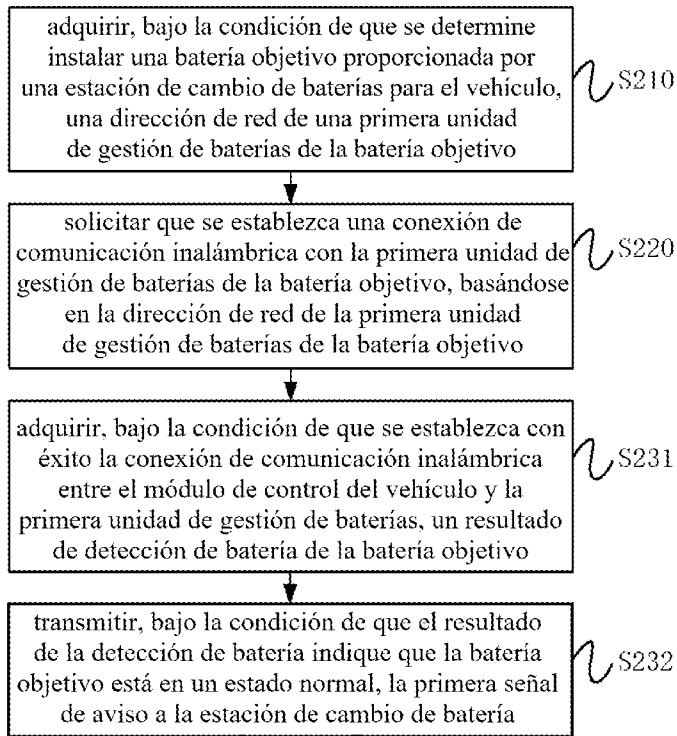 adquirir, bajo la condición de que se determine
instalar una batería objetivo proporcionada por
una estación de cambio de baterías para el vehículo,
una dirección de red de una primera unidad
de gestión de baterías de la batería objetivo
S210
solicitar que se establezca una conexión de
comunicación inalámbrica con la primera unidad de
gestión de baterías de la batería objetivo, basándose
en la dirección de red de la primera unidad
de gestión de baterías de la batería objetivo
S220
adquirir, bajo la condición de que se establezca con
éxito la conexión de comunicación inalámbrica
entre el módulo de control del vehículo y la
primera unidad de gestión de baterías, un resultado
de detección de batería de la batería objetivo
S231
transmitir, bajo la condición de que el resultado
de la detección de batería indique que la batería
objetivo está en un estado normal, la primera señal
de aviso a la estación de cambio de batería
S232